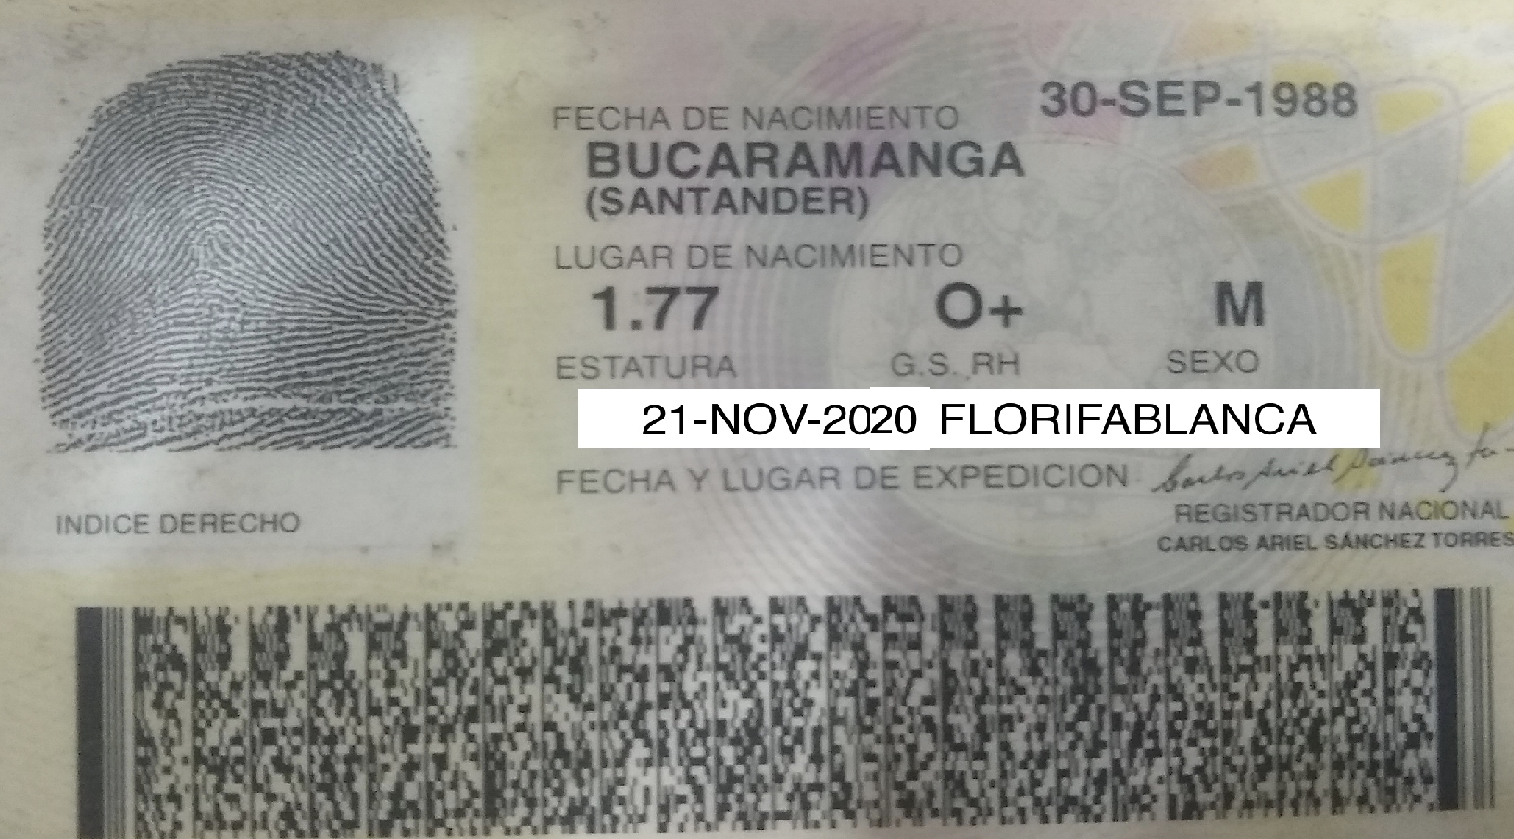 30-SEP-1988
FECHA DE NACIMIENTO
BUCARAMANGA
(SANTANDER)
LUGAR DE NACIMIENTO
1.77 O+ M
ESTATURA G.S. RH SEXO
21-NOV-2020 FLORIFABLANCA
FECHA Y LUGAR DE EXPEDICION
Carlos Ariel Sánchez To
INDICE DERECHO
REGISTRADOR NACIONAL
CARLOS ARIEL SÁNCHEZ TORRES